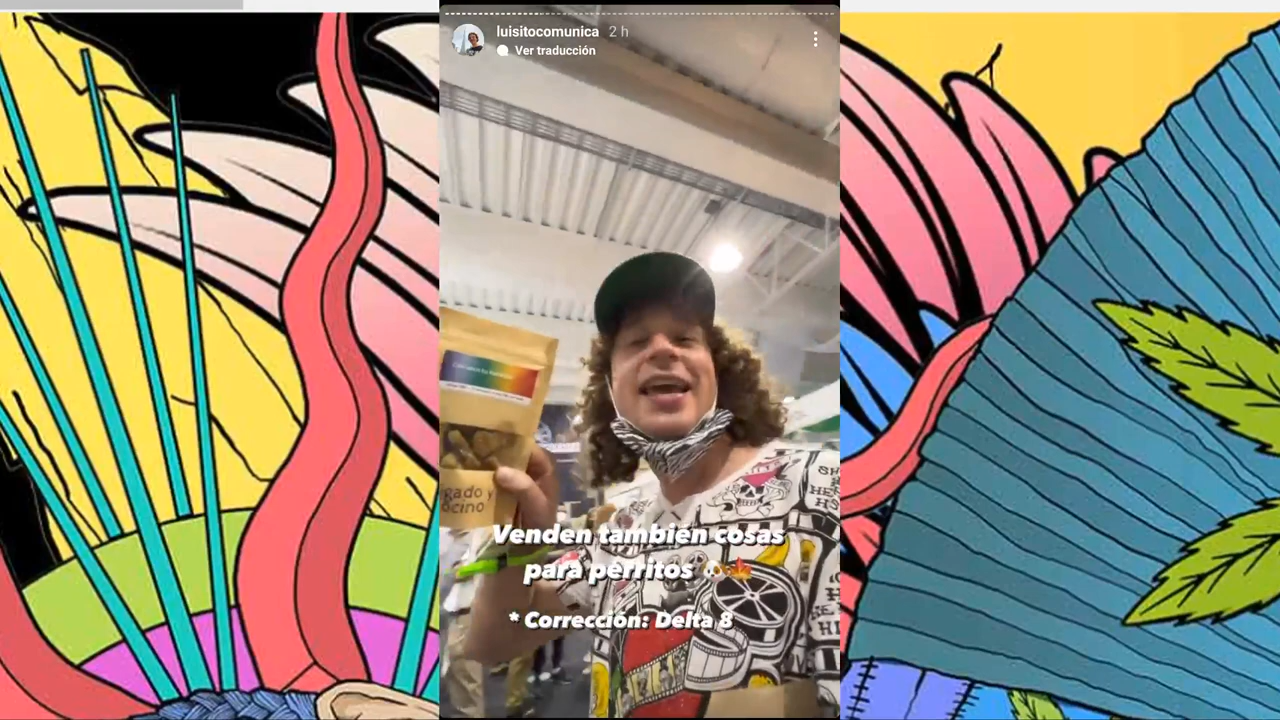 luisitocomunica 2 h
Ver traducción
gado y
ocino
Venden también cosas
para perritos
* Corrección: Delta 8